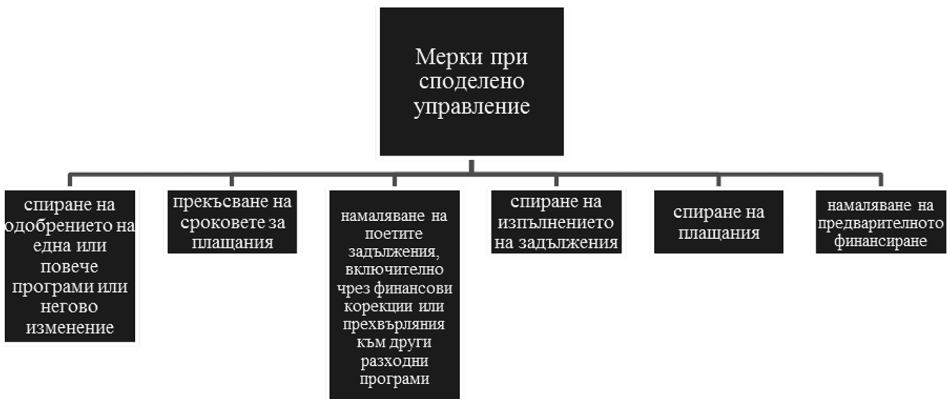 Мерки при
споделено
управление
спиране на
одобрението на
една или
повече
програми или
негово
изменение
прекъсване на
сроковете за
плащания
намаляване на
поетите
задължения,
включително
чрез финансови
корекции или
прехвърляния
към други
разходни
програми
спиране на
изпълнението
на задължения
спиране на
плащания
намаляване на
предварителното
финансиране